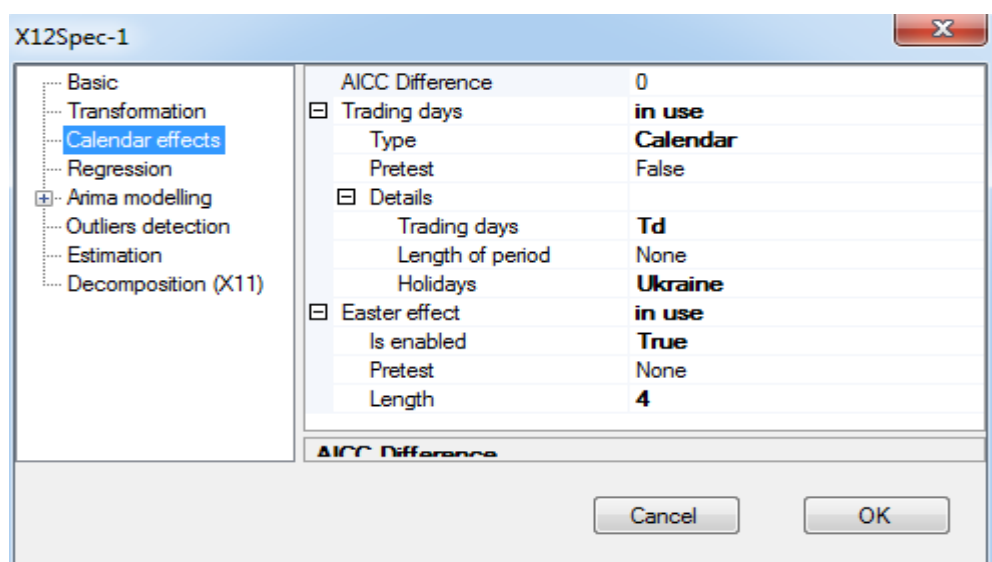 X12Spec-1
Basic
Transformation
Calendar effects
Regression
Arima modelling
Outliers detection
Estimation
Decomposition (X11)
AICC Difference 0
Trading days in use
Type Calendar
Pretest False
Details
Trading days Td
Length of period None
Holidays Ukraine
Easter effect in use
Is enabled True
Pretest None
Length 4
AICC Difference
Cancel OK